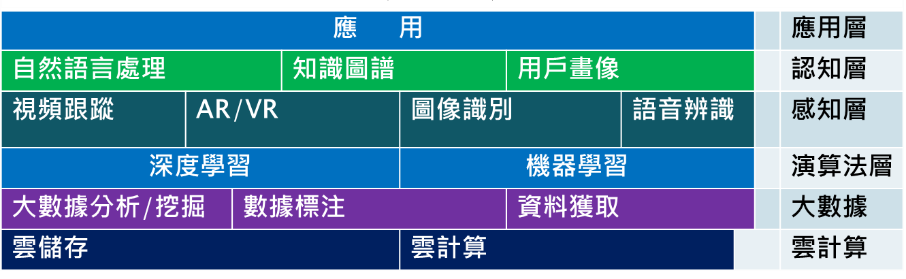 應 用 應用層
自然語言處理 知識圖譜 用戶畫像 認知層
視頻跟蹤 AR/VR 圖像識別 語音辨識 感知層
深度學習 機器學習 演算法層
大數據分析/挖掘 數據標注 資料獲取 大數據
雲儲存 雲計算 雲計算